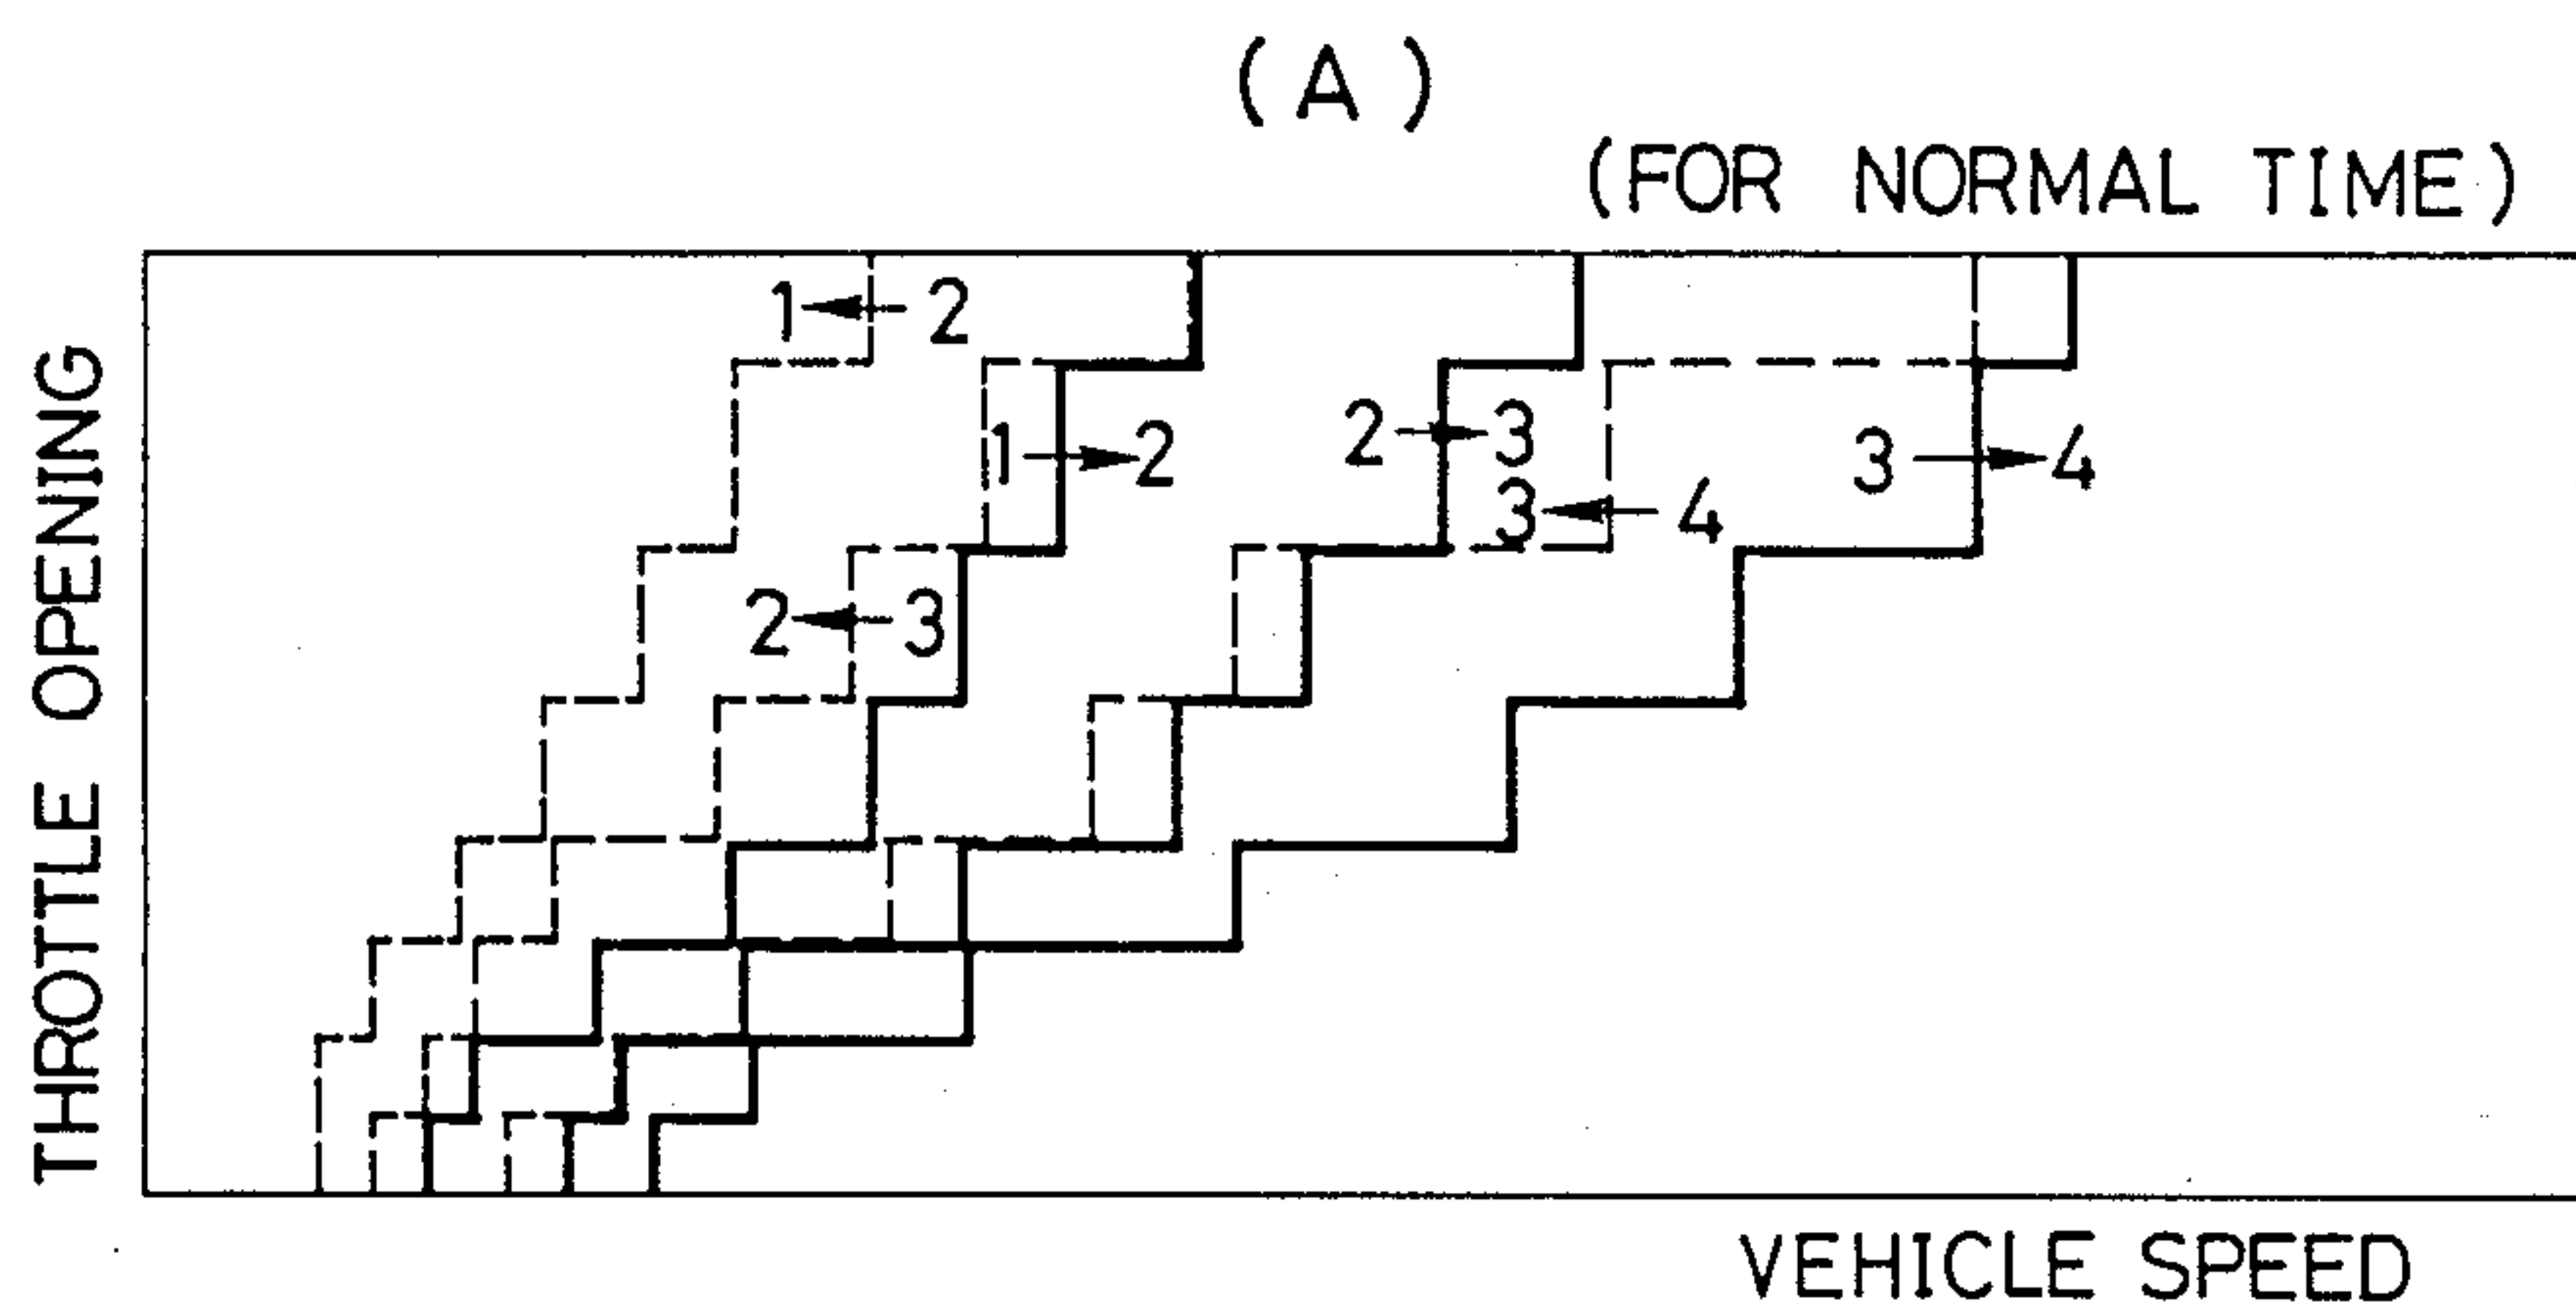 (A)
(FOR NORMAL TIME)
1 ← 2
1 → 2
2 → 3
3 ← 4
3 → 4
2 ← 3
THROTTLE OPENING
VEHICLE SPEED